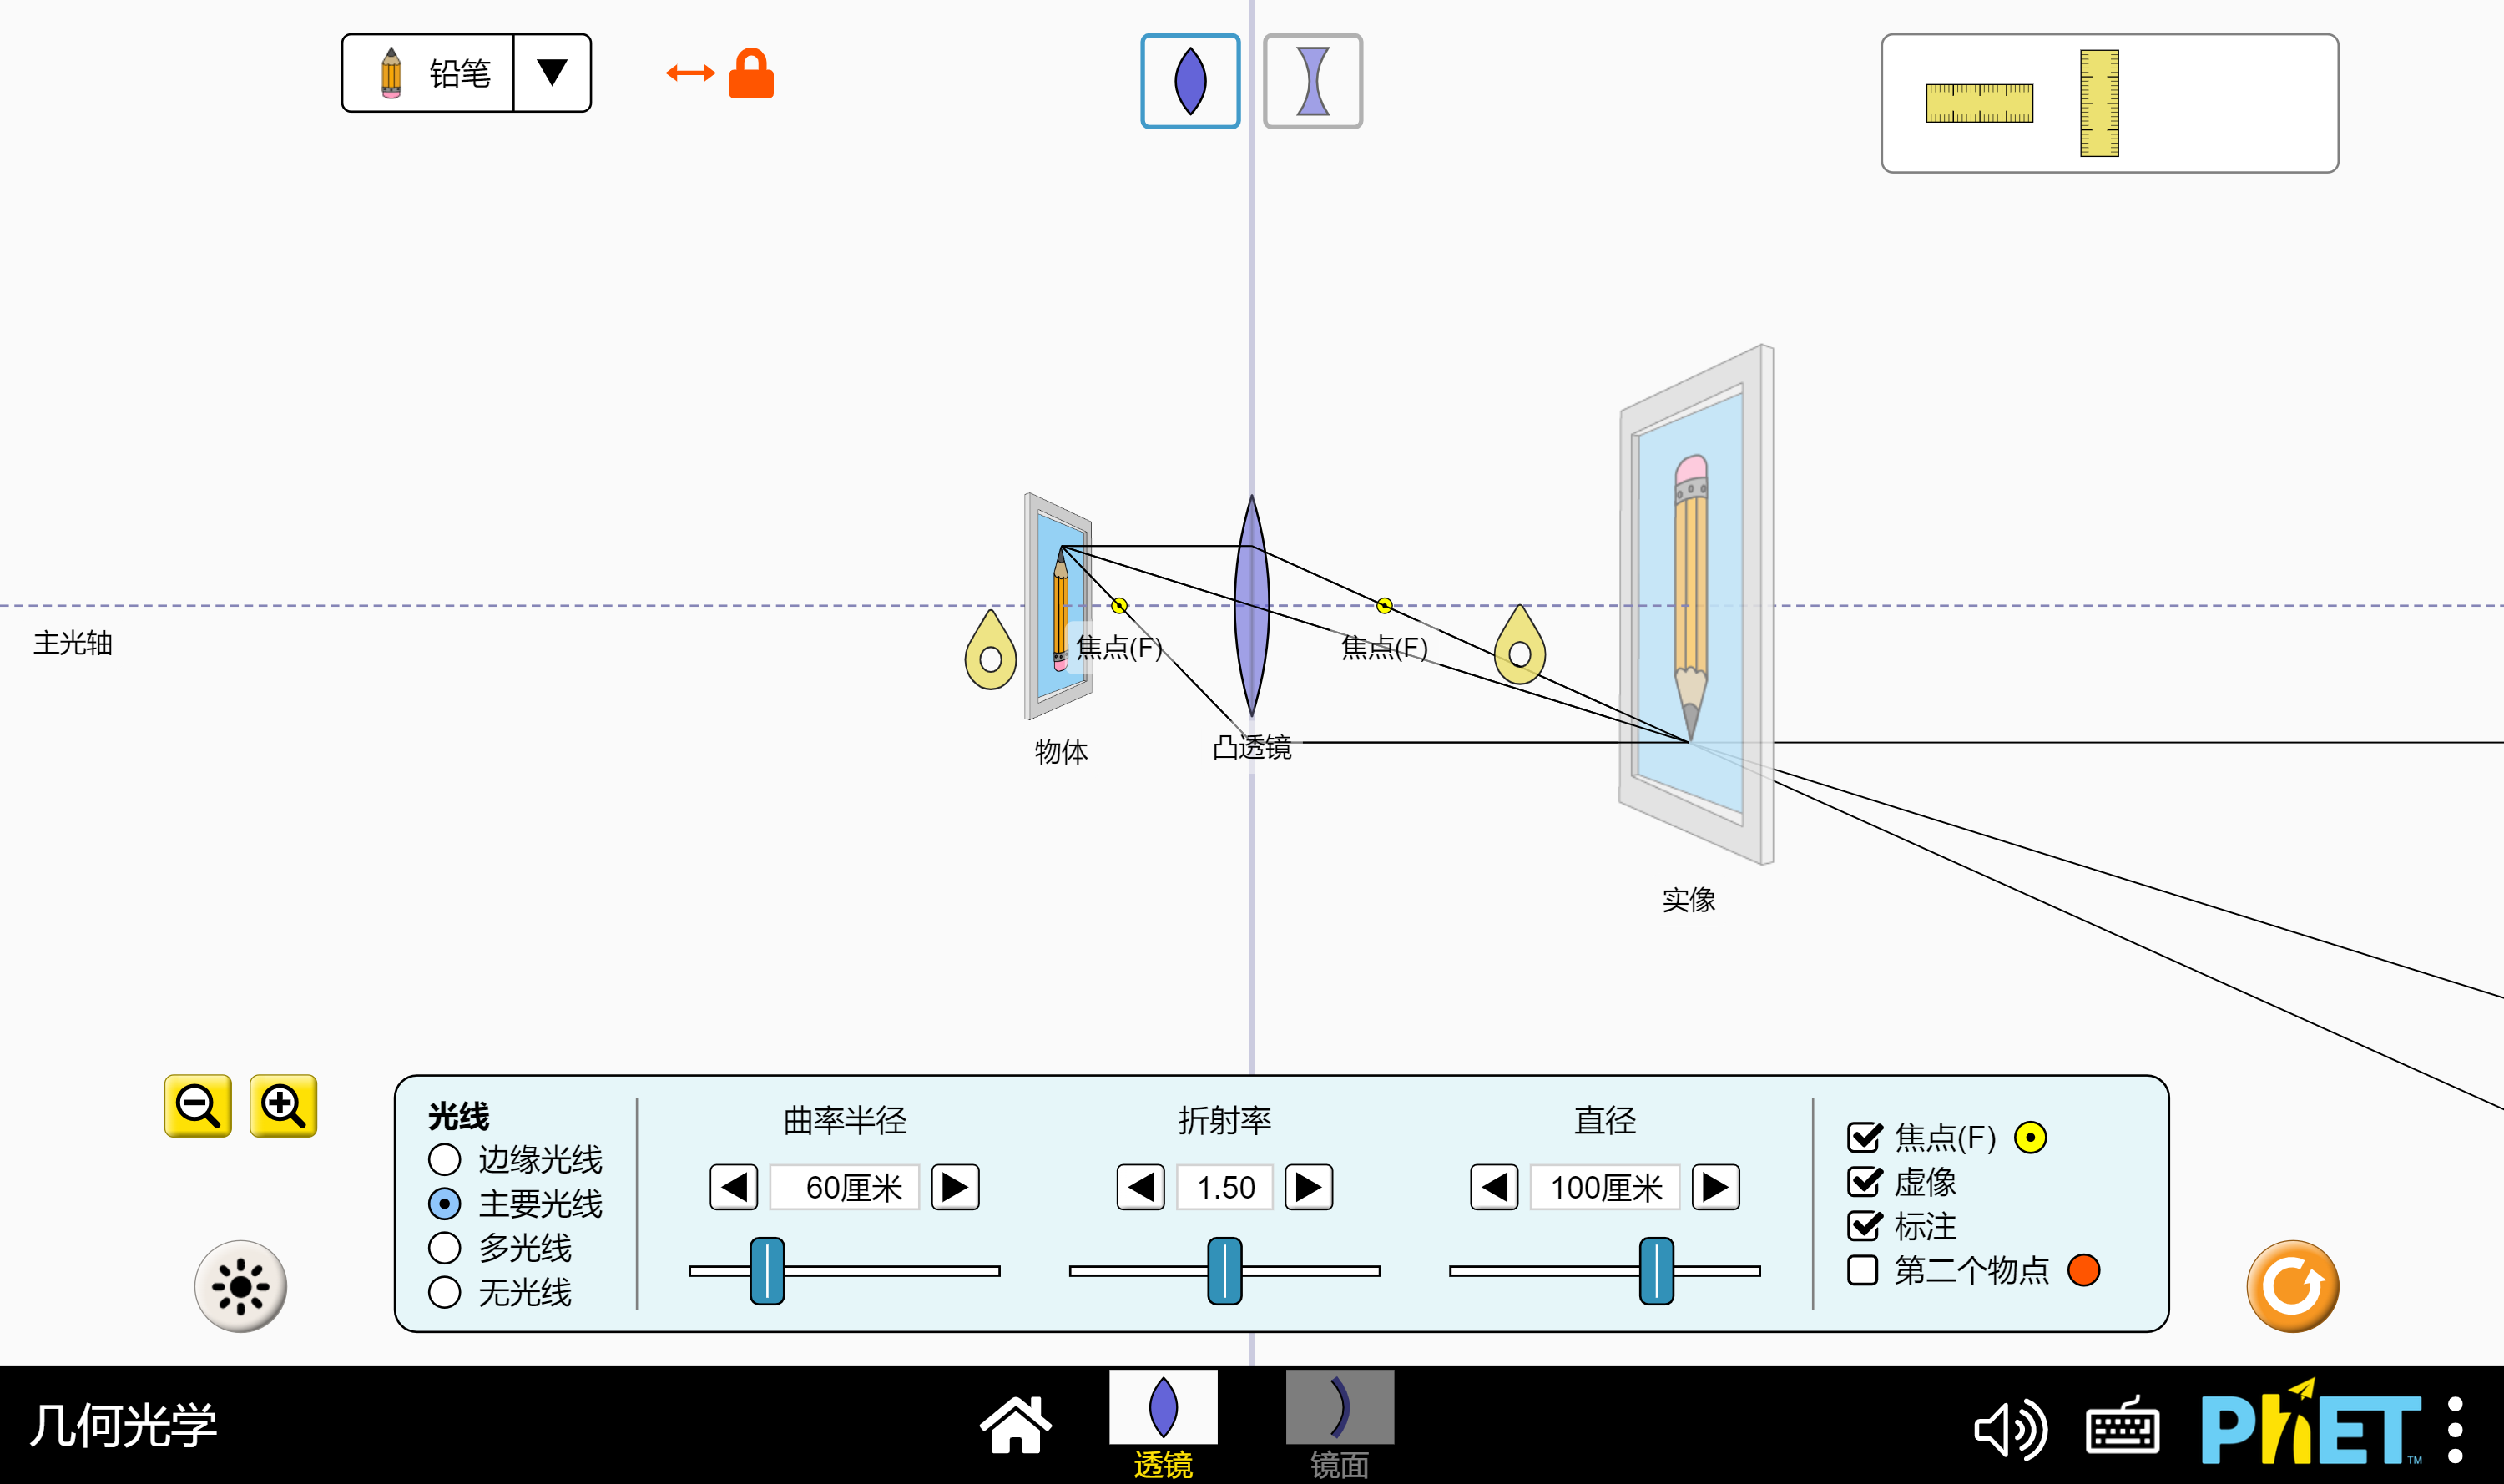 铅笔
主光轴
焦点(F)
焦点(F)
物体
凸透镜
实像
光线
边缘光线
主要光线
多光线
无光线
曲率半径
60厘米
折射率
1.50
直径
100厘米
焦点(F)
虚像
标注
第二个物点
几何光学
透镜
镜面
PhET™